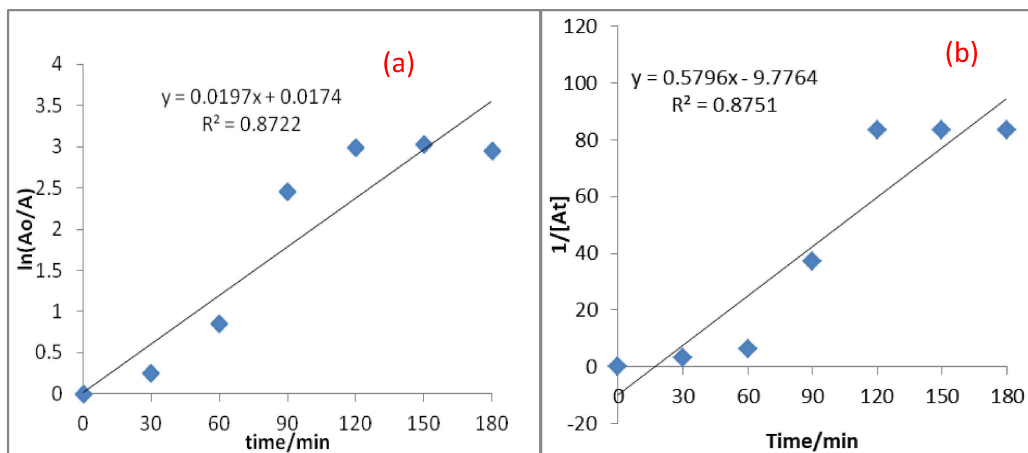 (a)
y = 0.0197x + 0.0174
R² = 0.8722
ln(Ao/A)
4
3.5
3
2.5
2
1.5
1
0.5
0
0 30 60 90 120 150 180
time/min
(b)
y = 0.5796x - 9.7764
R² = 0.8751
1/[At]
120
100
80
60
40
20
0
-20
0 30 60 90 120 150 180
Time/min